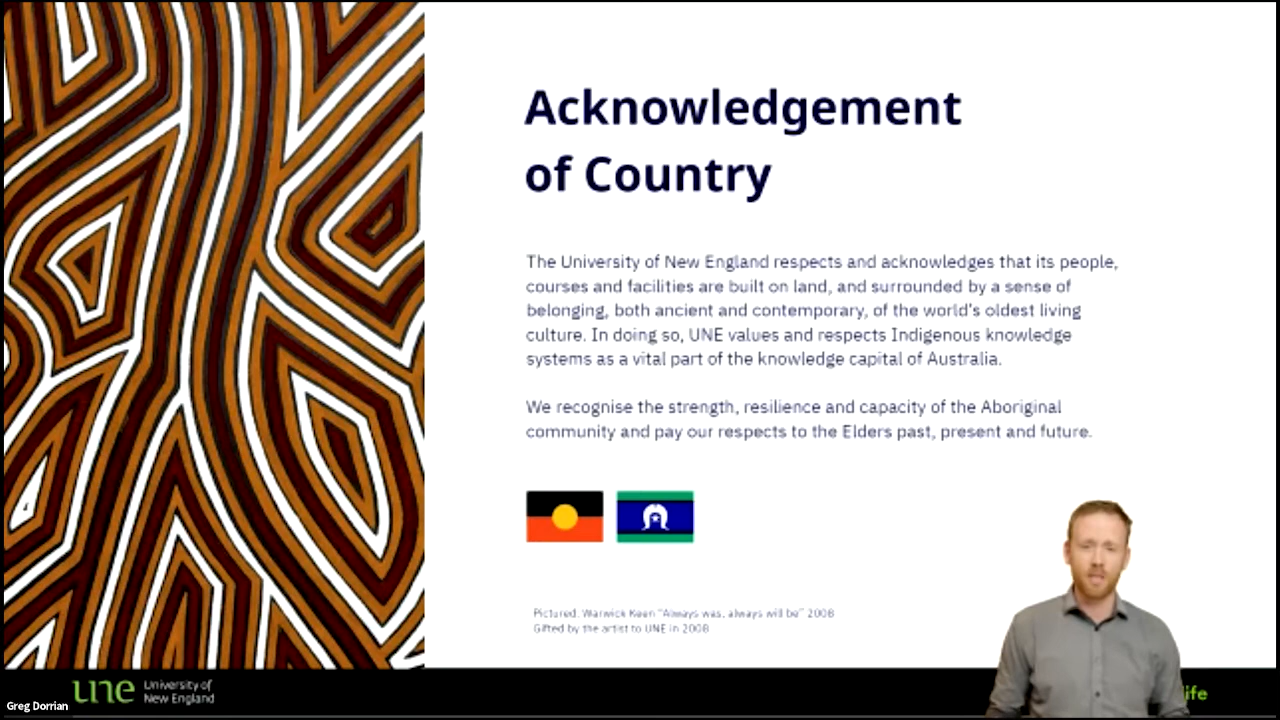 Acknowledgement
of Country
The University of New England respects and acknowledges that its people,
courses and facilities are built on land, and surrounded by a sense of
belonging, both ancient and contemporary, of the world's oldest living
culture. In doing so, UNE values and respects Indigenous knowledge
systems as a vital part of the knowledge capital of Australia.
We recognise the strength, resilience and capacity of the Aboriginal
community and pay our respects to the Elders past, present and future.
Pictured: Warwick Keen "Always was, always will be" 2008
Gifted by the artist to UNE in 2008
une University of
New England
Greg Dorrian
life